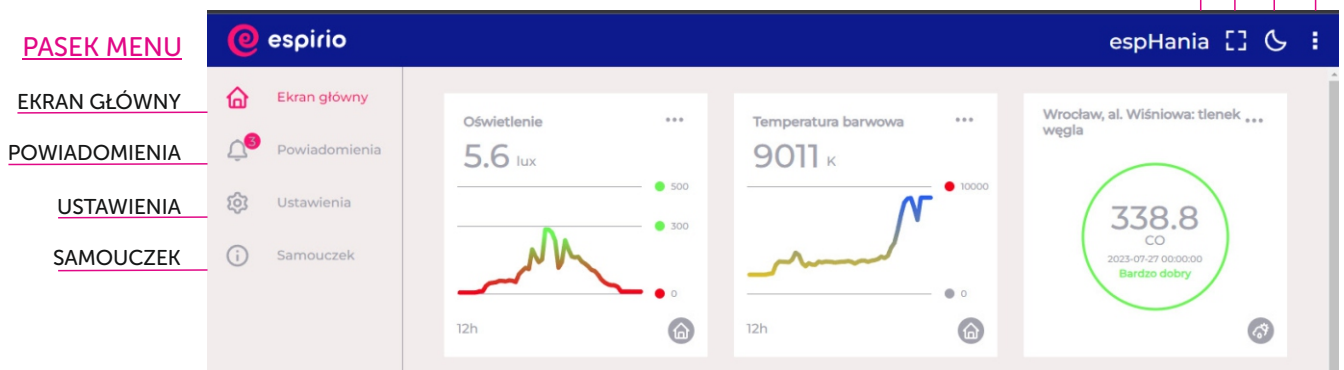 PASEK MENU
EKRAN GŁÓWNY
POWIADOMIENIA
USTAWIENIA
SAMOUCZEK
espirio
espHania
Ekran główny
3
Powiadomienia
Ustawienia
Samouczek
Oświetlenie
5.6 lux
500
300
0
12h
Temperatura barwowa
9011 K
10000
0
12h
Wrocław, al. Wiśniowa: tlenek
węgla
338.8
CO
2023-07-27 00:00:00
Bardzo dobry